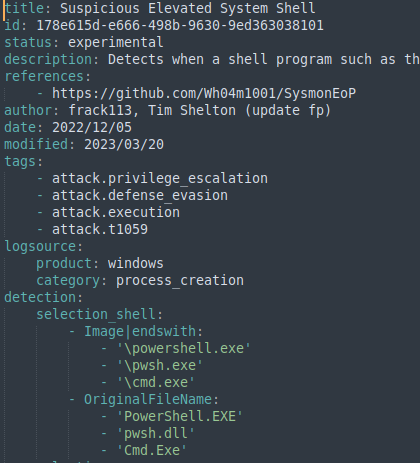 title: Suspicious Elevated System Shell
id: 178e615d-e666-498b-9630-9ed363038101
status: experimental
description: Detects when a shell program such as th
references:
- https://github.com/Wh04m1001/SysmonEoP
author: frack113, Tim Shelton (update fp)
date: 2022/12/05
modified: 2023/03/20
tags:
- attack.privilege_escalation
- attack.defense_evasion
- attack.execution
- attack.t1059
logsource:
product: windows
category: process_creation
detection:
selection_shell:
- Image|endswith:
- '\powershell.exe'
- '\pwsh.exe'
- '\cmd.exe'
- OriginalFileName:
- 'PowerShell.EXE'
- 'pwsh.dll'
- 'Cmd.Exe'